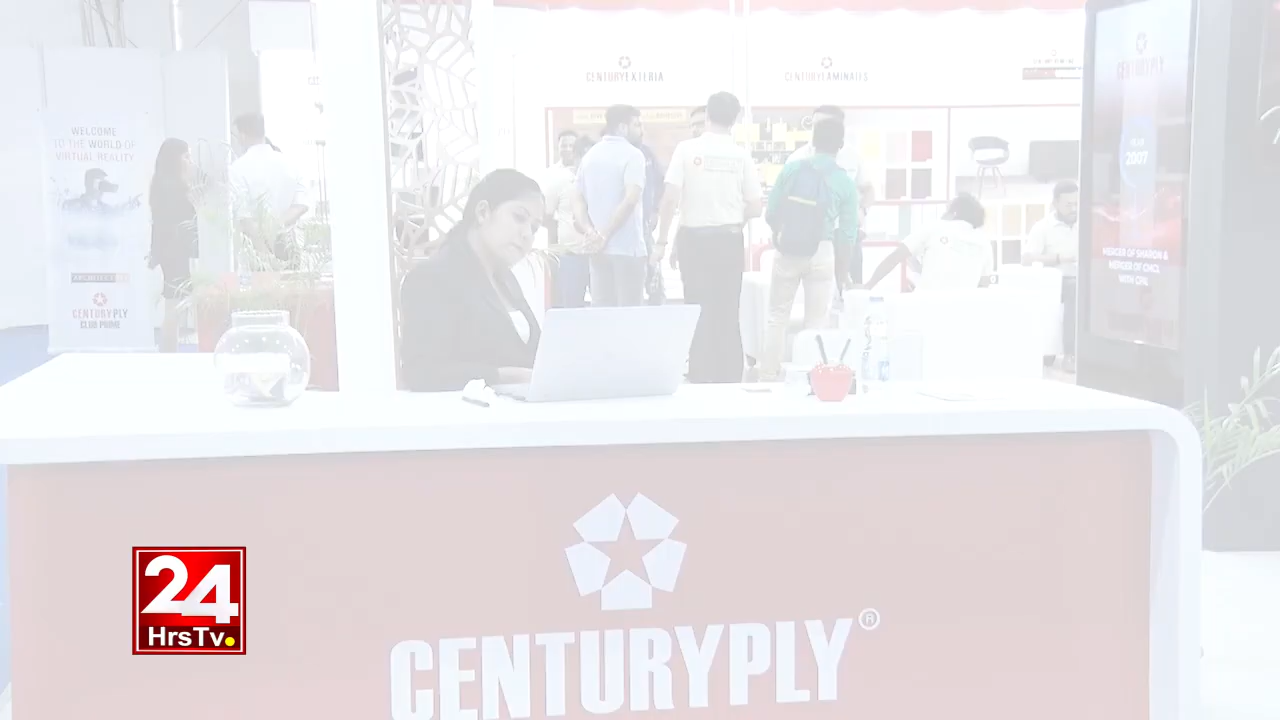 CENTURYEXTERIA
CENTURYLAMINATES
CENTURYPLY
YEAR
2007
MERGER OF SHARON &
MERGER OF CHCL
WITH CPIL
WELCOME
TO THE WORLD OF
VIRTUAL REALITY
CENTURYPLY
CLUB PRIME
24
HrsTv.
CENTURYPLY®